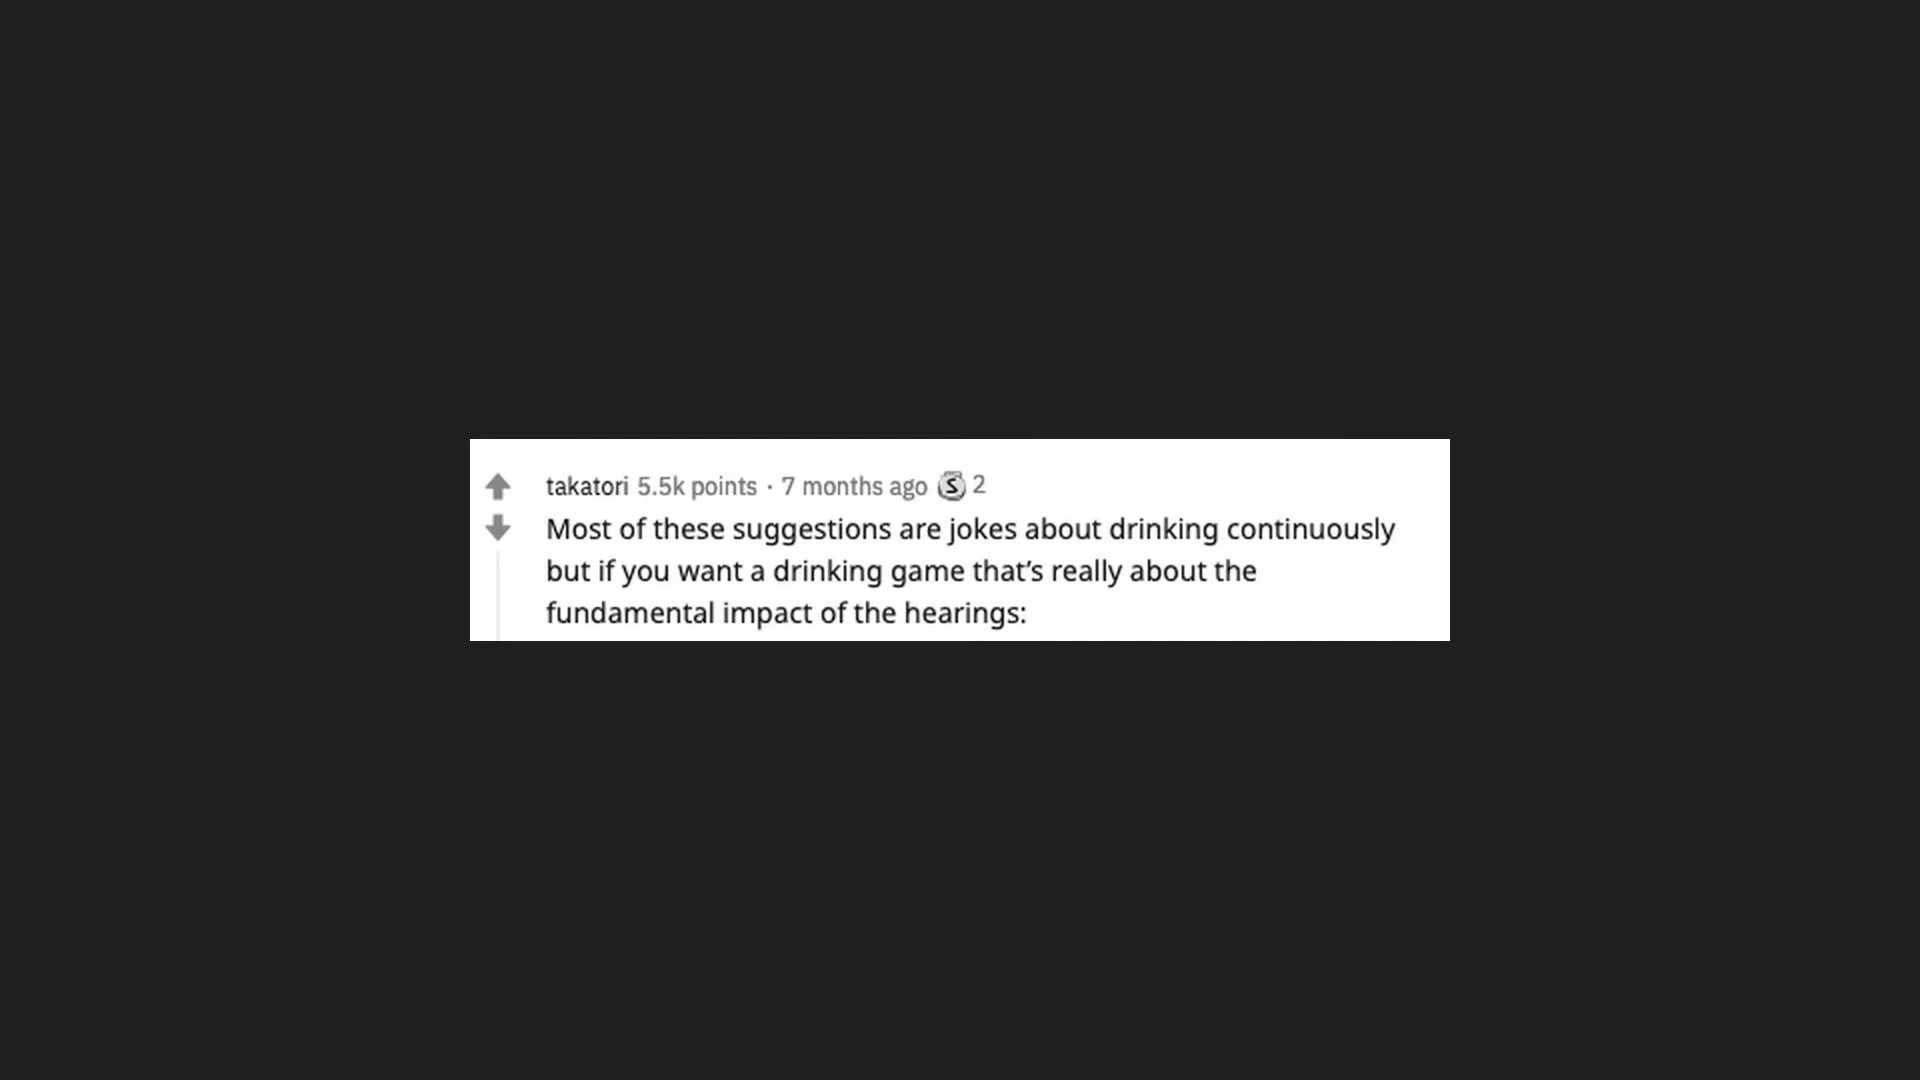 takatori 5.5k points · 7 months ago S 2
Most of these suggestions are jokes about drinking continuously
but if you want a drinking game that’s really about the
fundamental impact of the hearings: